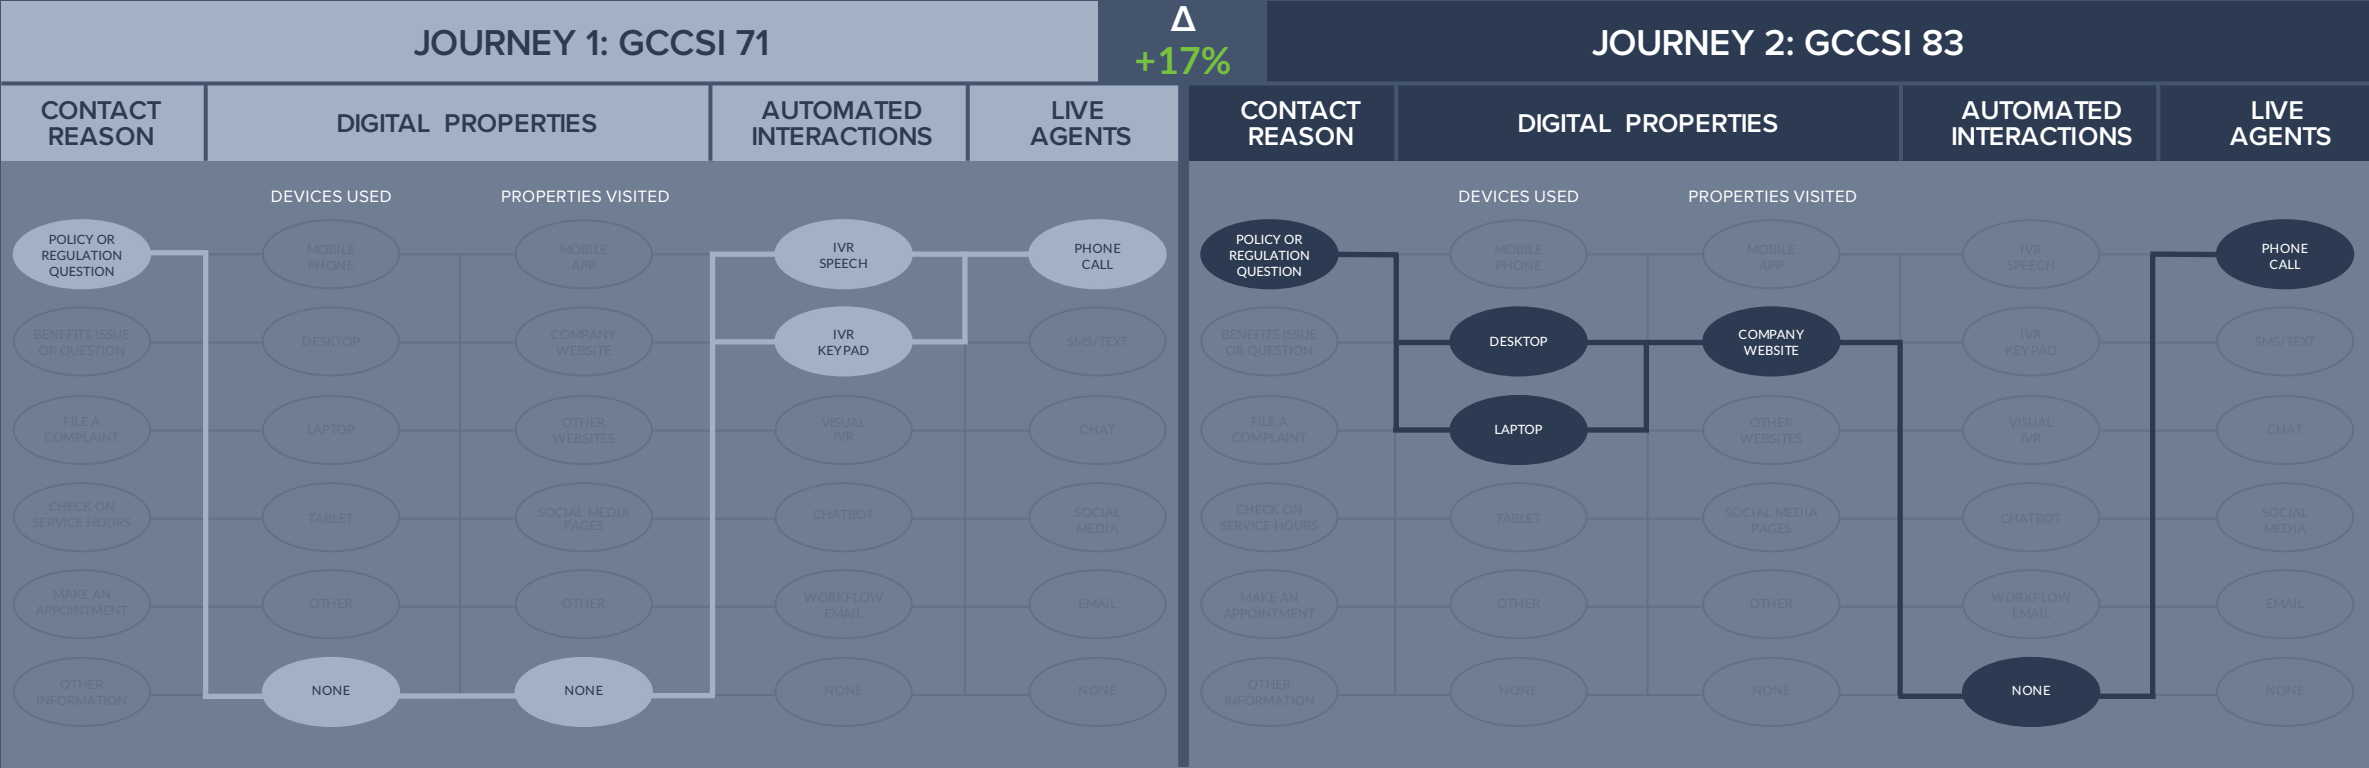 JOURNEY 1: GCCSI 71
Δ
+17%
JOURNEY 2: GCCSI 83
CONTACT
REASON
DIGITAL PROPERTIES
AUTOMATED
INTERACTIONS
LIVE
AGENTS
DEVICES USED
PROPERTIES VISITED
POLICY OR
REGULATION
QUESTION
MOBILE
PHONE
MOBILE
APP
IVR
SPEECH
PHONE
CALL
BENEFITS ISSUE
OR QUESTION
DESKTOP
COMPANY
WEBSITE
IVR
KEYPAD
SMS/TEXT
FILE A
COMPLAINT
LAPTOP
OTHER
WEBSITES
VISUAL
IVR
CHAT
CHECK ON
SERVICE HOURS
TABLET
SOCIAL MEDIA
PAGES
CHATBOT
SOCIAL
MEDIA
MAKE AN
APPOINTMENT
OTHER
OTHER
WORKFLOW
EMAIL
EMAIL
OTHER
INFORMATION
NONE
NONE
NONE
NONE
CONTACT
REASON
DIGITAL PROPERTIES
AUTOMATED
INTERACTIONS
LIVE
AGENTS
DEVICES USED
PROPERTIES VISITED
POLICY OR
REGULATION
QUESTION
MOBILE
PHONE
MOBILE
APP
IVR
SPEECH
PHONE
CALL
BENEFITS ISSUE
OR QUESTION
DESKTOP
COMPANY
WEBSITE
IVR
KEYPAD
SMS/TEXT
FILE A
COMPLAINT
LAPTOP
OTHER
WEBSITES
VISUAL
IVR
CHAT
CHECK ON
SERVICE HOURS
TABLET
SOCIAL MEDIA
PAGES
CHATBOT
SOCIAL
MEDIA
MAKE AN
APPOINTMENT
OTHER
OTHER
WORKFLOW
EMAIL
EMAIL
OTHER
INFORMATION
NONE
NONE
NONE
NONE